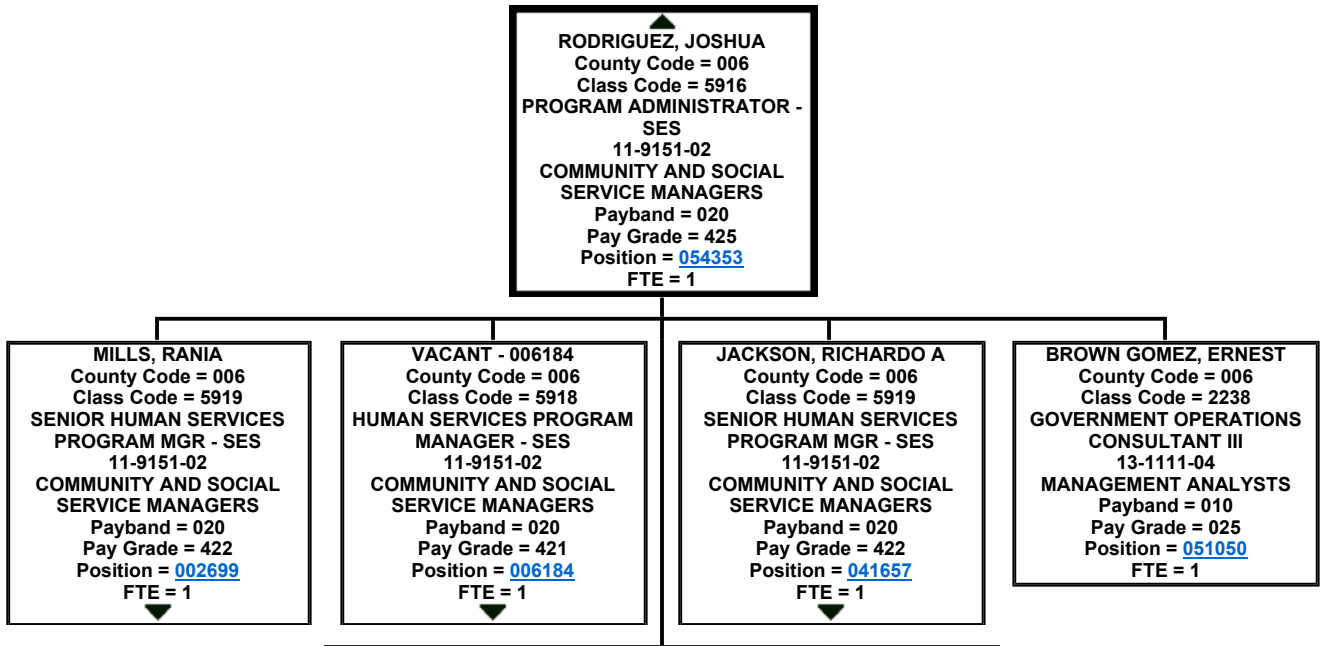 RODRIGUEZ, JOSHUA
County Code = 006
Class Code = 5916
PROGRAM ADMINISTRATOR -
SES
11-9151-02
COMMUNITY AND SOCIAL
SERVICE MANAGERS
Payband = 020
Pay Grade = 425
Position = 054353
FTE = 1
MILLS, RANIA
County Code = 006
Class Code = 5919
SENIOR HUMAN SERVICES
PROGRAM MGR - SES
11-9151-02
COMMUNITY AND SOCIAL
SERVICE MANAGERS
Payband = 020
Pay Grade = 422
Position = 002699
FTE = 1
VACANT - 006184
County Code = 006
Class Code = 5918
HUMAN SERVICES PROGRAM
MANAGER - SES
11-9151-02
COMMUNITY AND SOCIAL
SERVICE MANAGERS
Payband = 020
Pay Grade = 421
Position = 006184
FTE = 1
JACKSON, RICHARDO A
County Code = 006
Class Code = 5919
SENIOR HUMAN SERVICES
PROGRAM MGR - SES
11-9151-02
COMMUNITY AND SOCIAL
SERVICE MANAGERS
Payband = 020
Pay Grade = 422
Position = 041657
FTE = 1
BROWN GOMEZ, ERNEST
County Code = 006
Class Code = 2238
GOVERNMENT OPERATIONS
CONSULTANT III
13-1111-04
MANAGEMENT ANALYSTS
Payband = 010
Pay Grade = 025
Position = 051050
FTE = 1